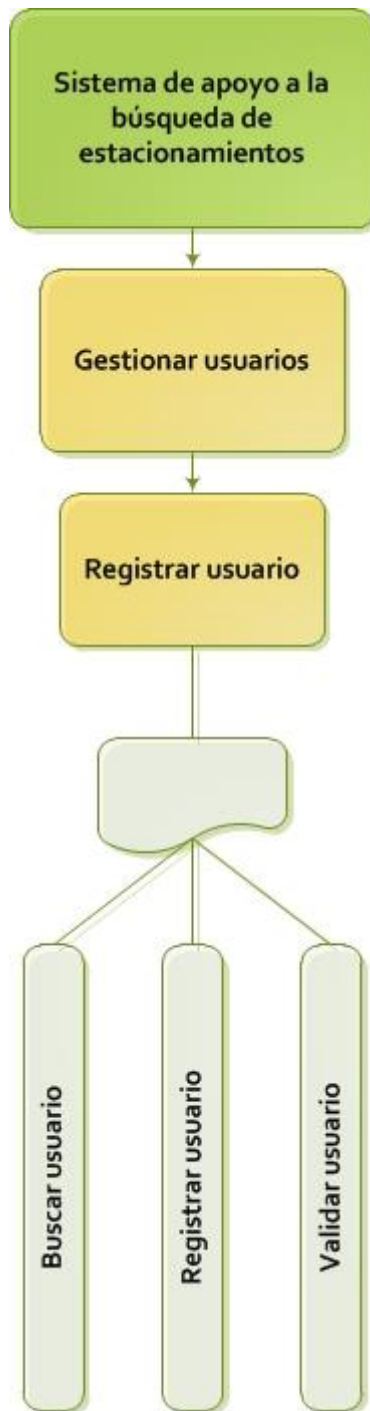 Sistema de apoyo a la
búsqueda de
estacionamientos
Gestionar usuarios
Registrar usuario
Buscar usuario
Registrar usuario
Validar usuario